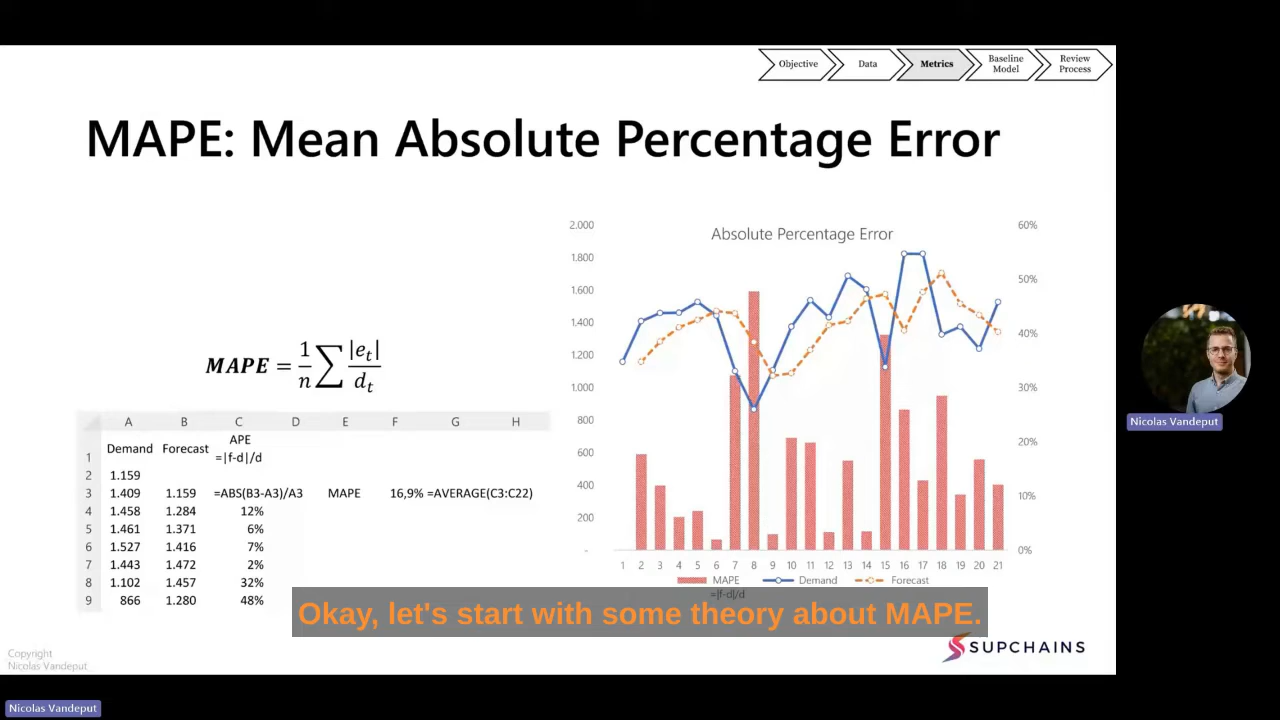 Objective
Data
Metrics
Baseline
Model
Review
Process
MAPE: Mean Absolute Percentage Error
MAPE = 1/n ∑ |e_t|/d_t
A B C D E F G H
1 Demand Forecast APE
=|f-d|/d
2 1.159
3 1.409 1.159 =ABS(B3-A3)/A3 MAPE 16,9% =AVERAGE(C3:C22)
4 1.458 1.284 12%
5 1.461 1.371 6%
6 1.527 1.416 7%
7 1.443 1.472 2%
8 1.102 1.457 32%
9 866 1.280 48%
Absolute Percentage Error
2.000 60%
1.800
50%
1.600
1.400 40%
1.200
1.000 30%
800
20%
600
400 10%
200
- 0%
1 2 3 4 5 6 7 8 9 10 11 12 13 14 15 16 17 18 19 20 21
MAPE Demand Forecast
=|f-d|/d
Okay, let's start with some theory about MAPE.
Copyright
Nicolas Vandeput
SUPCHAINS
Nicolas Vandeput
Nicolas Vandeput